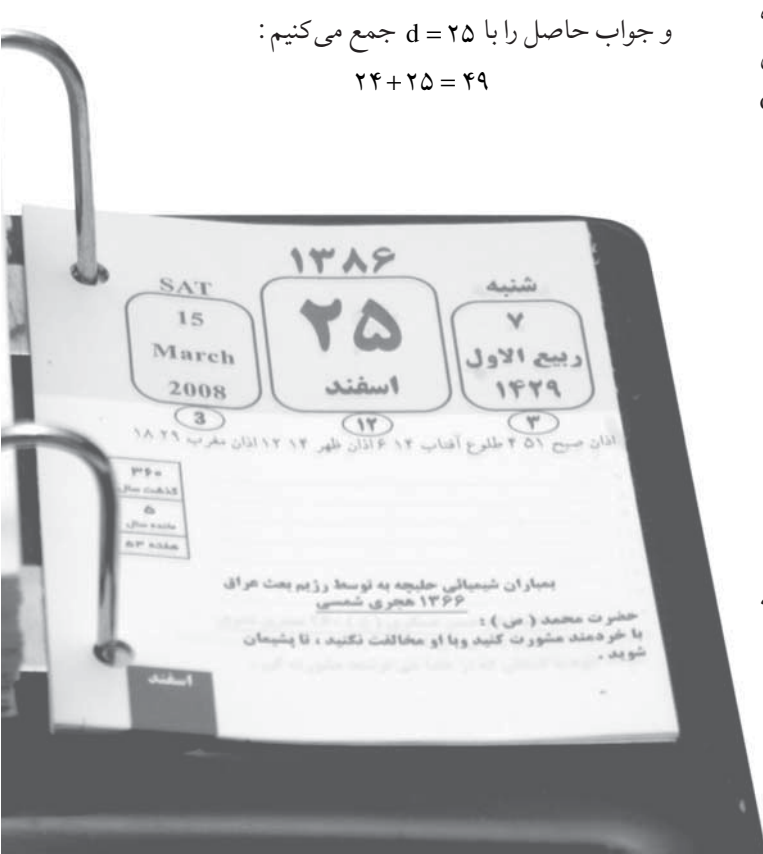 و جواب حاصل را با d = ۲۵ جمع می‌کنیم :
۲۴ + ۲۵ = ۴۹
۱۳۸۶
شنبه
۷
ربیع الاول
۱۴۲۹
۳
۲۵
اسفند
۱۲
SAT
15
March
2008
3
اذان صبح ۵۱ ۴ طلوع آفتاب ۱۴ ۶ اذان ظهر ۱۴ ۱۲ اذان مغرب ۲۹ ۱۸
۳۶۰
گذشت سال
۵
مانده سال
هفته ۵۳
بمباران شیمیائی حلبچه به توسط رژیم بعث عراق
۱۳۶۶ هجری شمسی
حضرت محمد ( ص ) :
با خردمند مشورت کنید وبا او مخالفت نکنید ، تا پشیمان
شوید .
اسفند